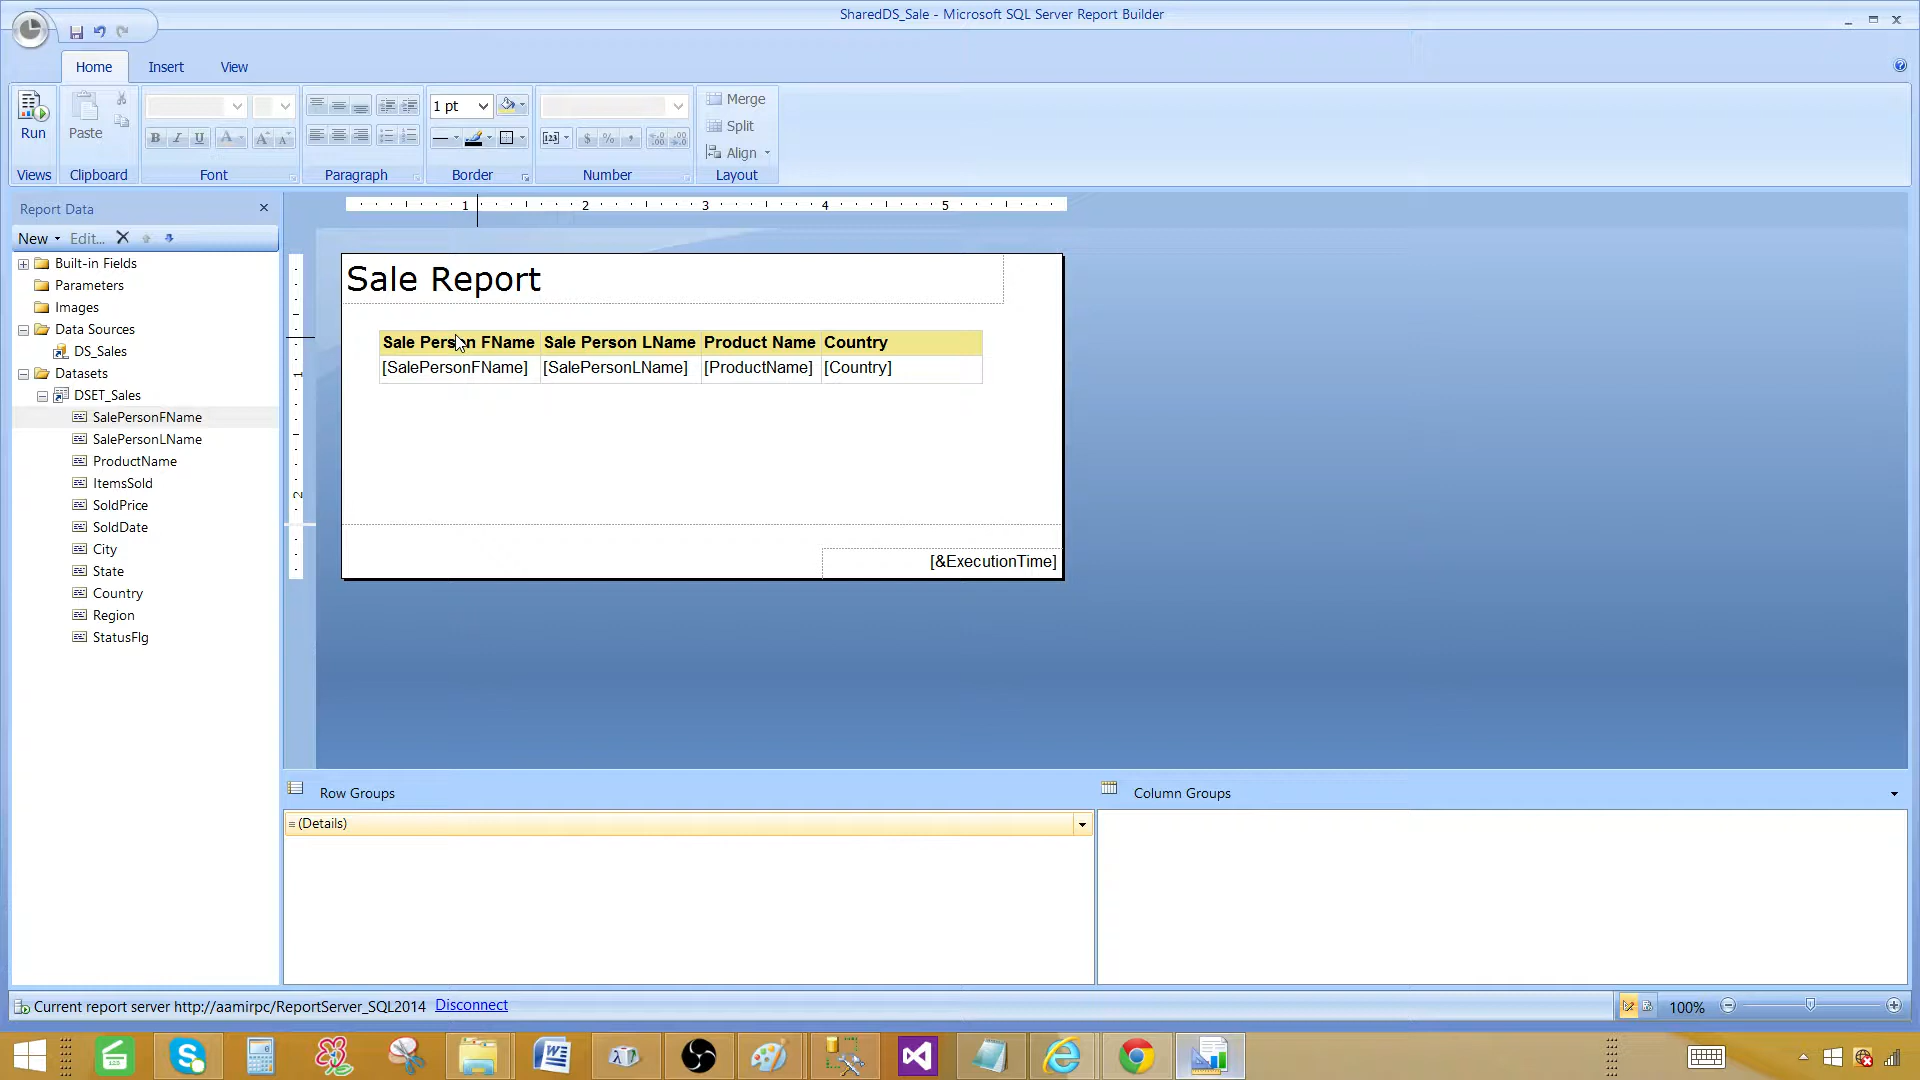 SharedDS_Sale - Microsoft SQL Server Report Builder
Home Insert View
Run
Paste
1 pt
Merge
Split
Align
Views Clipboard Font Paragraph Border Number Layout
Report Data
New Edit...
Built-in Fields
Parameters
Images
Data Sources
DS_Sales
Datasets
DSET_Sales
SalePersonFName
SalePersonLName
ProductName
ItemsSold
SoldPrice
SoldDate
City
State
Country
Region
StatusFlg
1 2 3 4 5
1
2
Sale Report
Sale Person FName Sale Person LName Product Name Country
[SalePersonFName] [SalePersonLName] [ProductName] [Country]
[&ExecutionTime]
Row Groups
(Details)
Column Groups
Current report server http://aamirpc/ReportServer_SQL2014 Disconnect
100%